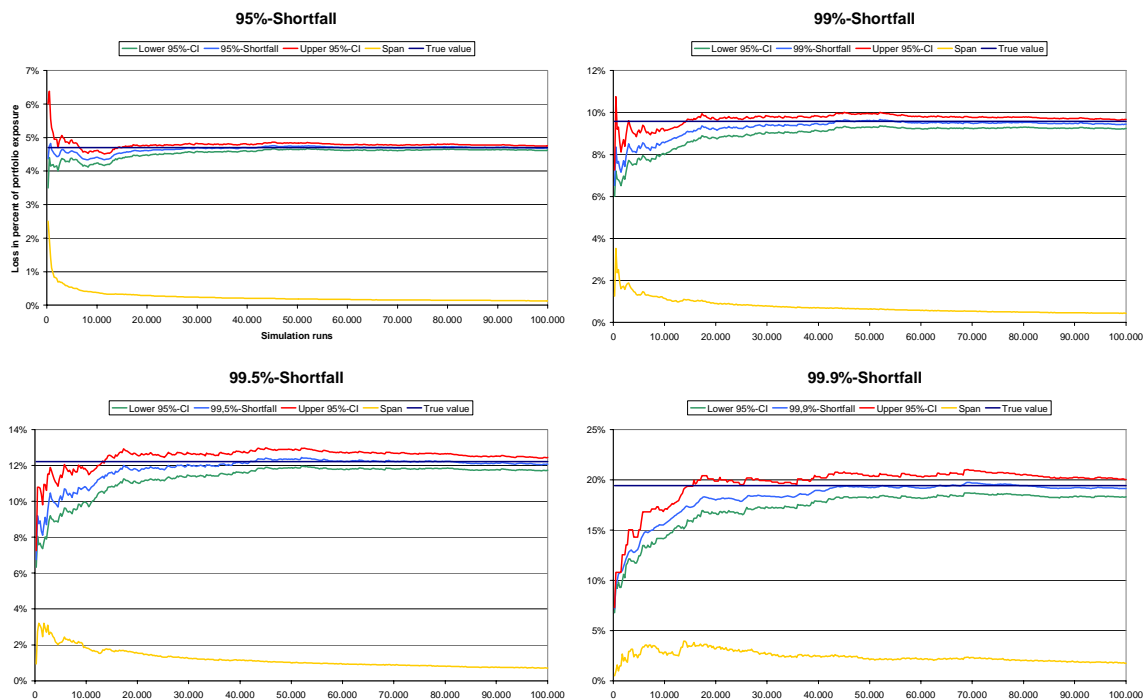 95%-Shortfall
Lower 95%-CI 95%-Shortfall Upper 95%-CI Span True value
7%
6%
5%
4%
3%
2%
1%
0%
Loss in percent of portfolio exposure
0 10.000 20.000 30.000 40.000 50.000 60.000 70.000 80.000 90.000 100.000
Simulation runs
99%-Shortfall
Lower 95%-CI 99%-Shortfall Upper 95%-CI Span True value
12%
10%
8%
6%
4%
2%
0%
0 10.000 20.000 30.000 40.000 50.000 60.000 70.000 80.000 90.000 100.000
99.5%-Shortfall
Lower 95%-CI 99,5%-Shortfall Upper 95%-CI Span True value
14%
12%
10%
8%
6%
4%
2%
0%
0 10.000 20.000 30.000 40.000 50.000 60.000 70.000 80.000 90.000 100.000
99.9%-Shortfall
Lower 95%-CI 99,9%-Shortfall Upper 95%-CI Span True value
25%
20%
15%
10%
5%
0%
0 10.000 20.000 30.000 40.000 50.000 60.000 70.000 80.000 90.000 100.000